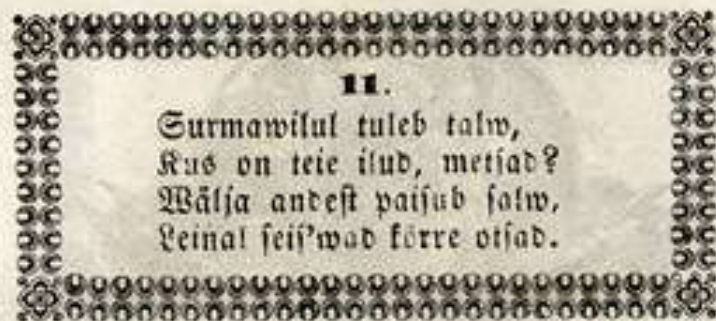 11.
Surmawilul tuleb talw,
Kus on teie ilud, metsad?
Wälja andest paisub salw,
Leinal seis'wad kõrre otsad.